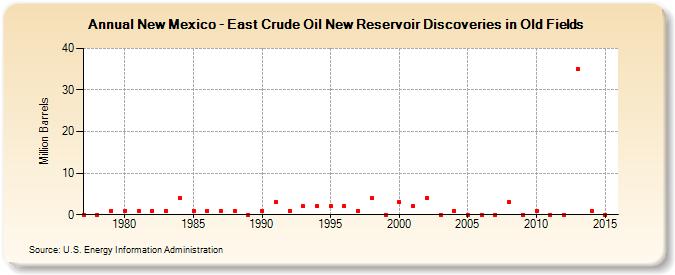 Annual New Mexico - East Crude Oil New Reservoir Discoveries in Old Fields
Million Barrels
40
30
20
10
0
1980 1985 1990 1995 2000 2005 2010 2015
Source: U.S. Energy Information Administration